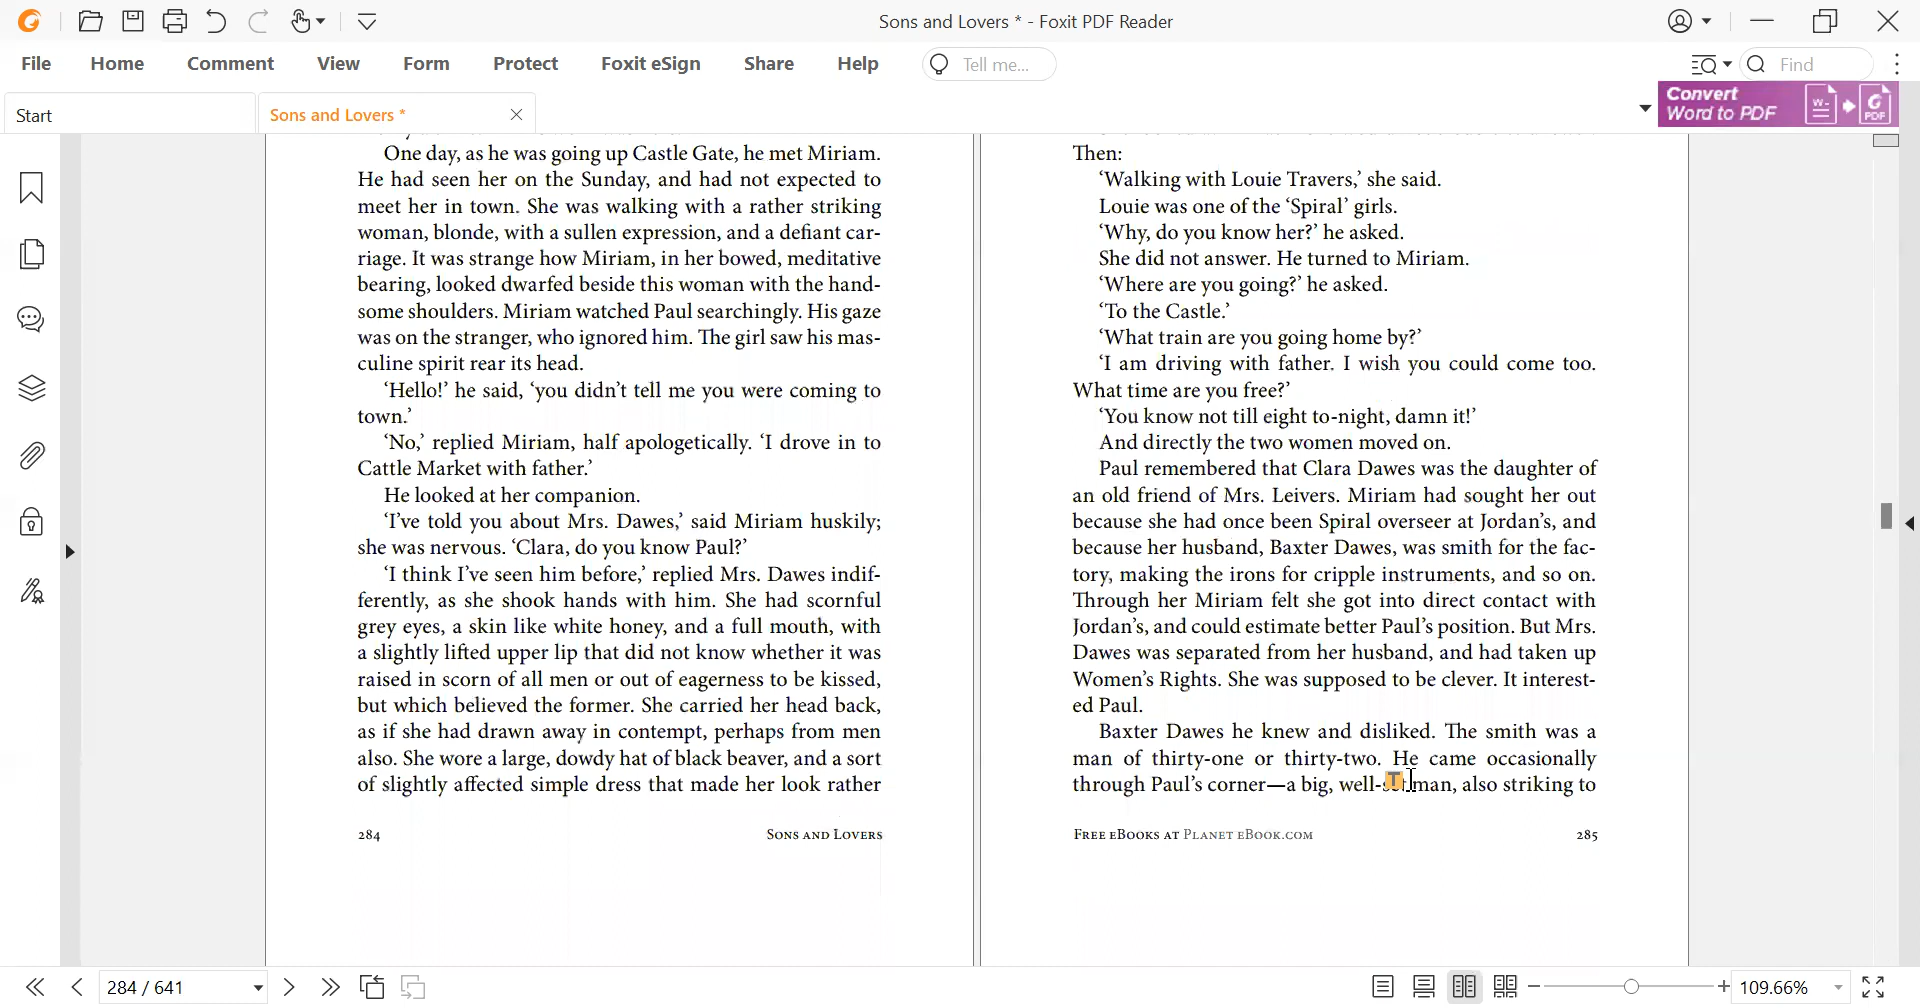 Sons and Lovers * - Foxit PDF Reader
File Home Comment View Form Protect Foxit eSign Share Help Tell me... Find
Start
Sons and Lovers *
Convert
Word to PDF
W
PDF
One day, as he was going up Castle Gate, he met Miriam.
He had seen her on the Sunday, and had not expected to
meet her in town. She was walking with a rather striking
woman, blonde, with a sullen expression, and a defiant car-
riage. It was strange how Miriam, in her bowed, meditative
bearing, looked dwarfed beside this woman with the hand-
some shoulders. Miriam watched Paul searchingly. His gaze
was on the stranger, who ignored him. The girl saw his mas-
culine spirit rear its head.
‘Hello!’ he said, ‘you didn’t tell me you were coming to
town.’
‘No,’ replied Miriam, half apologetically. ‘I drove in to
Cattle Market with father.’
He looked at her companion.
‘I’ve told you about Mrs. Dawes,’ said Miriam huskily;
she was nervous. ‘Clara, do you know Paul?’
‘I think I’ve seen him before,’ replied Mrs. Dawes indif-
ferently, as she shook hands with him. She had scornful
grey eyes, a skin like white honey, and a full mouth, with
a slightly lifted upper lip that did not know whether it was
raised in scorn of all men or out of eagerness to be kissed,
but which believed the former. She carried her head back,
as if she had drawn away in contempt, perhaps from men
also. She wore a large, dowdy hat of black beaver, and a sort
of slightly affected simple dress that made her look rather
284 Sons and Lovers
Then:
‘Walking with Louie Travers,’ she said.
Louie was one of the ‘Spiral’ girls.
‘Why, do you know her?’ he asked.
She did not answer. He turned to Miriam.
‘Where are you going?’ he asked.
‘To the Castle.’
‘What train are you going home by?’
‘I am driving with father. I wish you could come too.
What time are you free?’
‘You know not till eight to-night, damn it!’
And directly the two women moved on.
Paul remembered that Clara Dawes was the daughter of
an old friend of Mrs. Leivers. Miriam had sought her out
because she had once been Spiral overseer at Jordan’s, and
because her husband, Baxter Dawes, was smith for the fac-
tory, making the irons for cripple instruments, and so on.
Through her Miriam felt she got into direct contact with
Jordan’s, and could estimate better Paul’s position. But Mrs.
Dawes was separated from her husband, and had taken up
Women’s Rights. She was supposed to be clever. It interest-
ed Paul.
Baxter Dawes he knew and disliked. The smith was a
man of thirty-one or thirty-two. He came occasionally
through Paul’s corner—a big, well- man, also striking to
Free eBooks at Planet eBook.com 285
284 / 641
109.66%